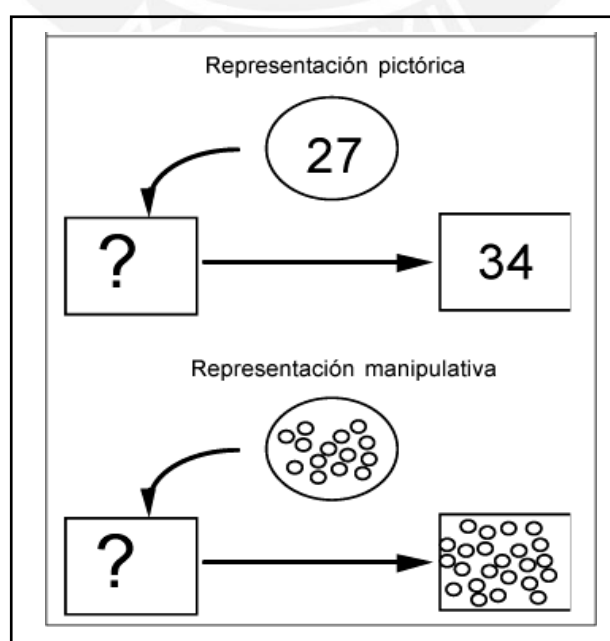 Representación pictórica
27
?
34
Representación manipulativa
?